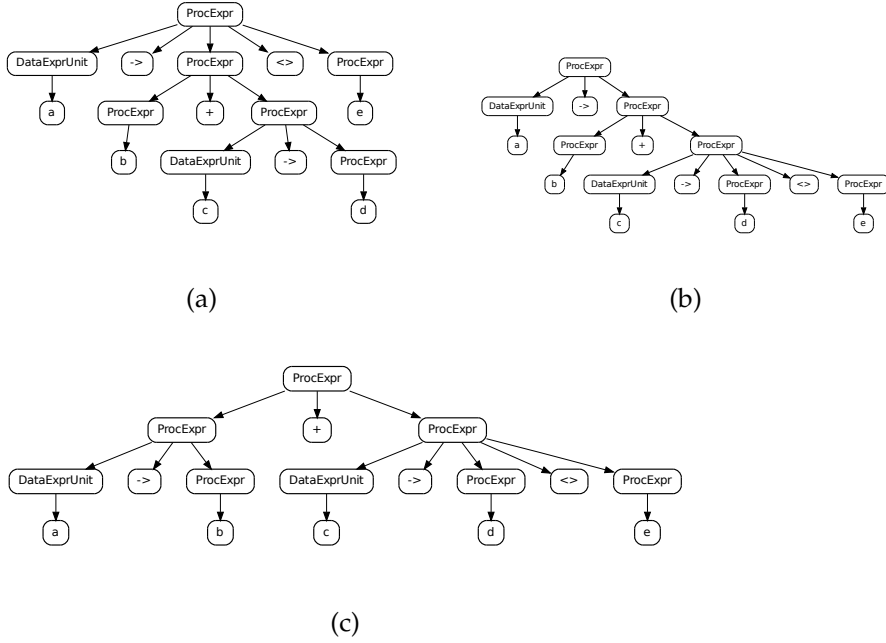 ProcExpr
DataExprUnit -> ProcExpr <> ProcExpr
a ProcExpr + ProcExpr e
b DataExprUnit -> ProcExpr
c d
(a)
ProcExpr
DataExprUnit -> ProcExpr
a ProcExpr + ProcExpr
b DataExprUnit -> ProcExpr <> ProcExpr
c d e
(b)
ProcExpr
ProcExpr + ProcExpr
DataExprUnit -> ProcExpr DataExprUnit -> ProcExpr <> ProcExpr
a b c d e
(c)